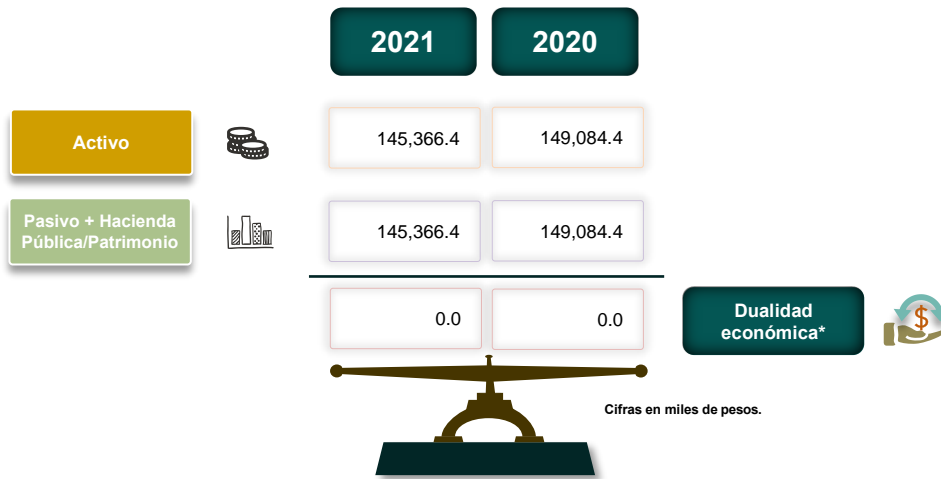 2021 2020
Activo 145,366.4 149,084.4
Pasivo + Hacienda
Pública/Patrimonio 145,366.4 149,084.4
0.0 0.0
Dualidad
económica*
$
Cifras en miles de pesos.